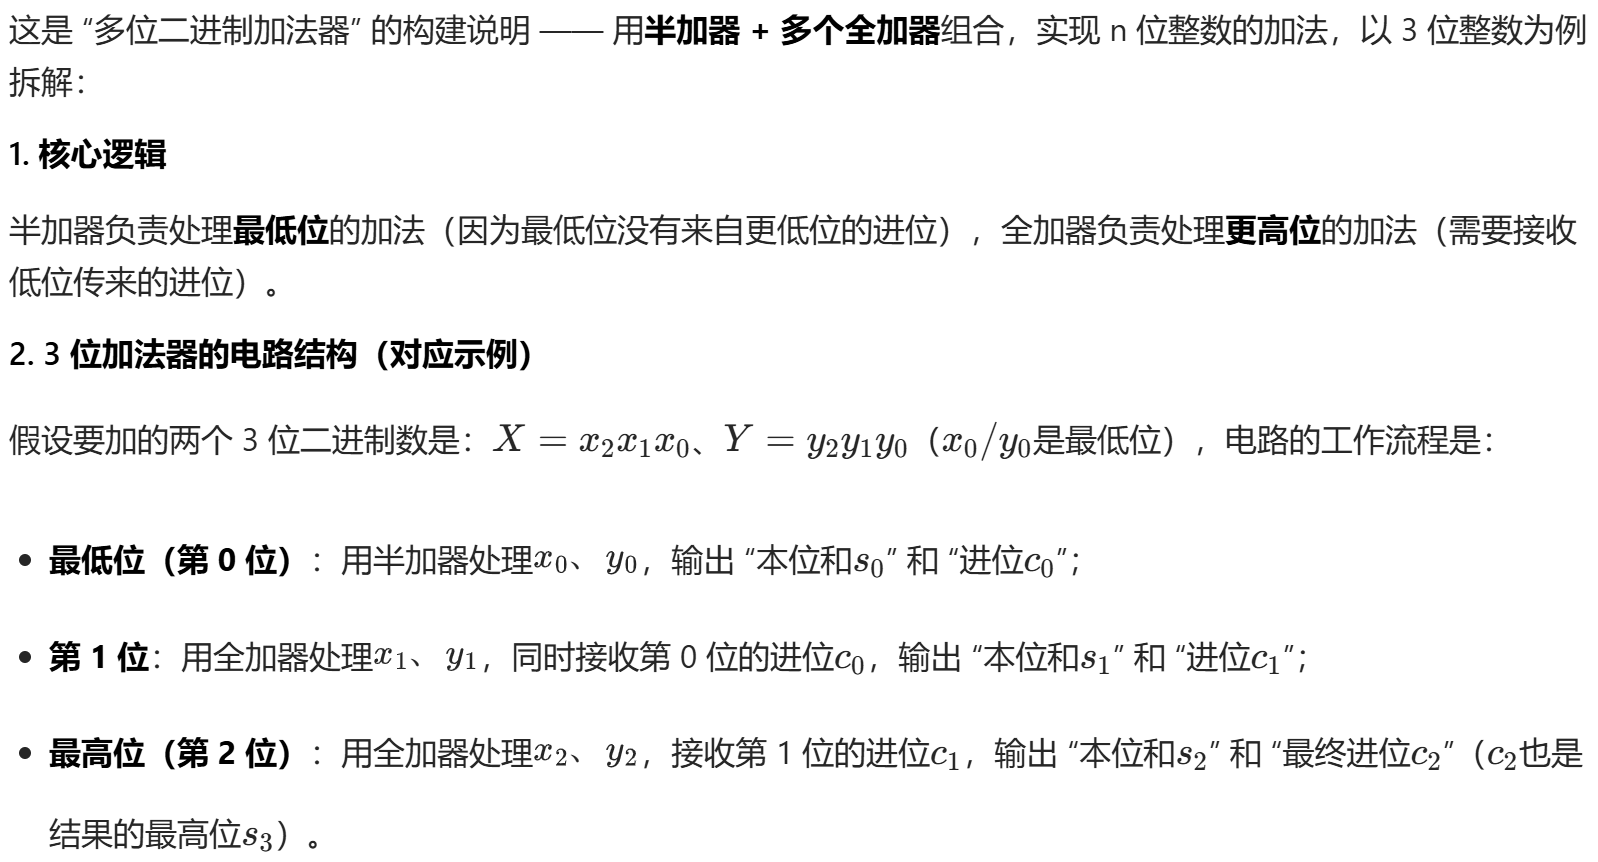 这是 “多位二进制加法器” 的构建说明 —— 用半加器 + 多个全加器组合，实现 n 位整数的加法，以 3 位整数为例
拆解：
1. 核心逻辑
半加器负责处理最低位的加法（因为最低位没有来自更低位的进位），全加器负责处理更高位的加法（需要接收
低位传来的进位）。
2. 3 位加法器的电路结构（对应示例）
假设要加的两个 3 位二进制数是：X = x₂x₁x₀、Y = y₂y₁y₀（x₀/y₀是最低位），电路的工作流程是：
• 最低位（第 0 位）：用半加器处理x₀、y₀，输出 “本位和s₀” 和 “进位c₀”；
• 第 1 位：用全加器处理x₁、y₁，同时接收第 0 位的进位c₀，输出 “本位和s₁” 和 “进位c₁”；
• 最高位（第 2 位）：用全加器处理x₂、y₂，接收第 1 位的进位c₁，输出 “本位和s₂” 和 “最终进位c₂”（c₂也是
结果的最高位s₃）。